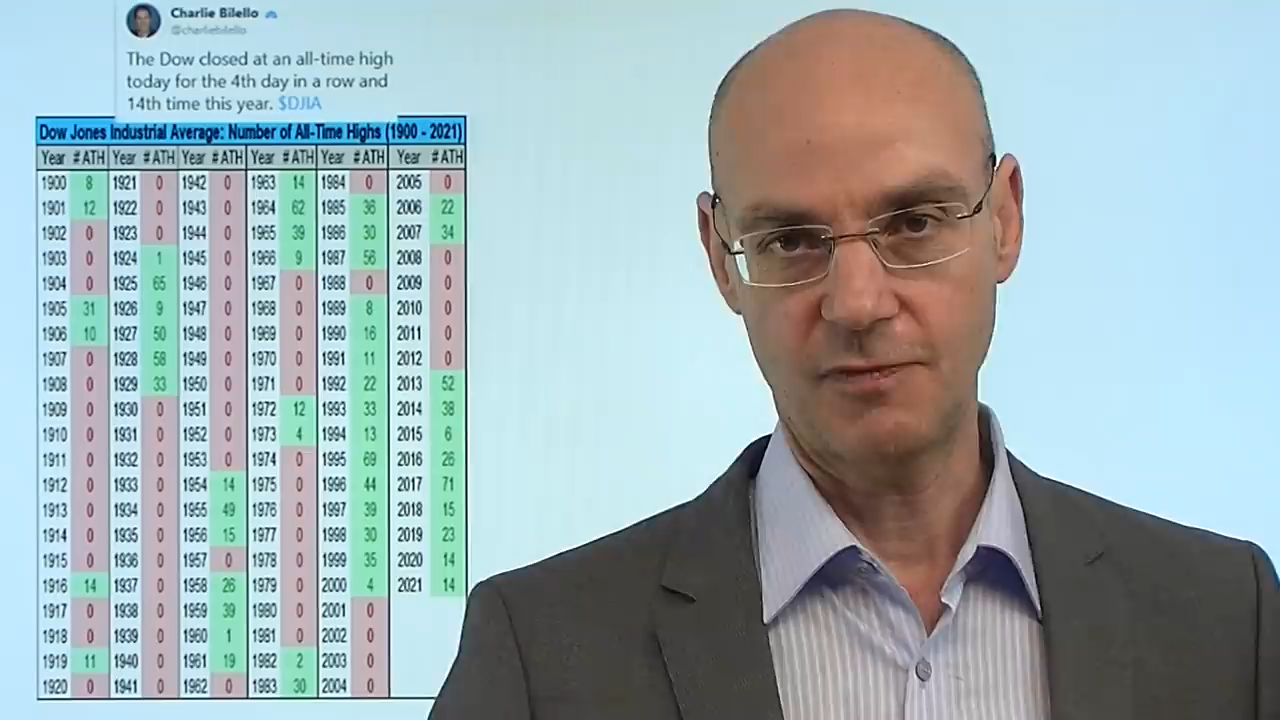 Charlie Bilello
@charliebilello
The Dow closed at an all-time high
today for the 4th day in a row and
14th time this year. $DJIA
Dow Jones Industrial Average: Number of All-Time Highs (1900 - 2021)
Year # ATH Year # ATH Year # ATH Year # ATH Year # ATH Year # ATH
1900 8 1921 0 1942 0 1963 14 1984 0 2005 0
1901 12 1922 0 1943 0 1964 62 1985 36 2006 22
1902 0 1923 0 1944 0 1965 39 1986 30 2007 34
1903 0 1924 1 1945 0 1966 9 1987 56 2008 0
1904 0 1925 65 1946 0 1967 0 1988 0 2009 0
1905 31 1926 9 1947 0 1968 0 1989 8 2010 0
1906 10 1927 50 1948 0 1969 0 1990 16 2011 0
1907 0 1928 58 1949 0 1970 0 1991 11 2012 0
1908 0 1929 33 1950 0 1971 0 1992 22 2013 52
1909 0 1930 0 1951 0 1972 12 1993 33 2014 38
1910 0 1931 0 1952 0 1973 4 1994 13 2015 6
1911 0 1932 0 1953 0 1974 0 1995 69 2016 26
1912 0 1933 0 1954 14 1975 0 1996 44 2017 71
1913 0 1934 0 1955 49 1976 0 1997 39 2018 15
1914 0 1935 0 1956 15 1977 0 1998 30 2019 23
1915 0 1936 0 1957 0 1978 0 1999 35 2020 14
1916 14 1937 0 1958 26 1979 0 2000 4 2021 14
1917 0 1938 0 1959 39 1980 0 2001 0
1918 0 1939 0 1960 1 1981 0 2002 0
1919 11 1940 0 1961 19 1982 2 2003 0
1920 0 1941 0 1962 0 1983 30 2004 0